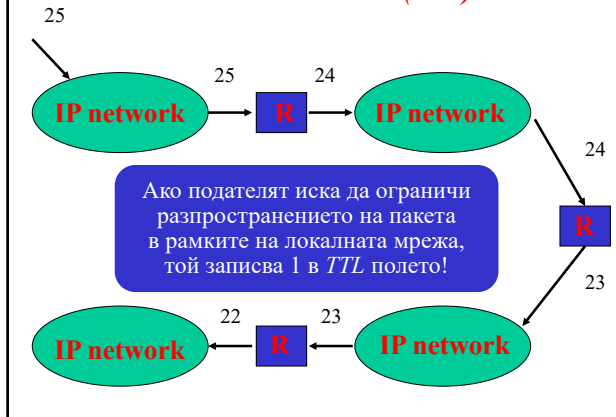 25
25
24
IP network
R
IP network
24
Ако подателят иска да ограничи
разпространението на пакета
в рамките на локалната мрежа,
той записва 1 в TTL полето!
R
23
22
23
IP network
R
IP network